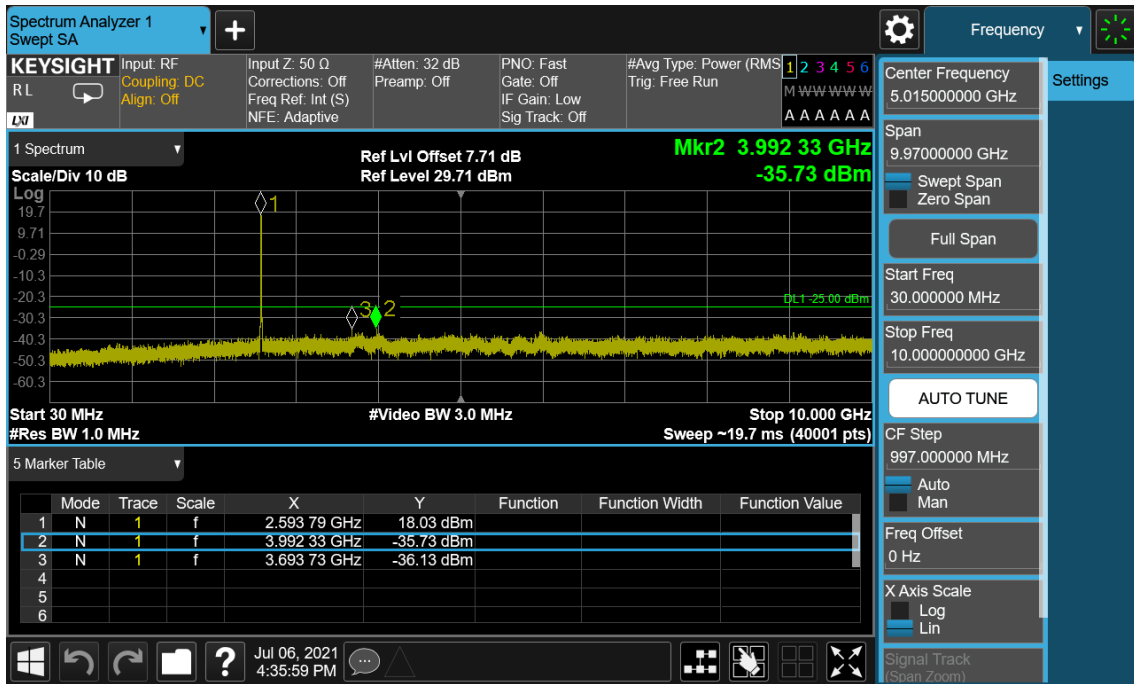 Spectrum Analyzer 1
Swept SA
+
Frequency
KEYSIGHT
RL
LXI
Input: RF
Coupling: DC
Align: Off
Input Z: 50 Ω
Corrections: Off
Freq Ref: Int (S)
NFE: Adaptive
#Atten: 32 dB
Preamp: Off
PNO: Fast
Gate: Off
IF Gain: Low
Sig Track: Off
#Avg Type: Power (RMS
Trig: Free Run
1 2 3 4 5 6
M W W W W W
A A A A A A
1 Spectrum
Scale/Div 10 dB
Ref Lvl Offset 7.71 dB
Ref Level 29.71 dBm
Mkr2 3.992 33 GHz
-35.73 dBm
Log
19.7
9.71
-0.29
-10.3
-20.3
-30.3
-40.3
-50.3
-60.3
1
3
2
DL1 -25.00 dBm
Start 30 MHz
#Video BW 3.0 MHz
Stop 10.000 GHz
#Res BW 1.0 MHz
Sweep ~19.7 ms (40001 pts)
5 Marker Table
Mode Trace Scale X Y Function Function Width Function Value
1 N 1 f 2.593 79 GHz 18.03 dBm
2 N 1 f 3.992 33 GHz -35.73 dBm
3 N 1 f 3.693 73 GHz -36.13 dBm
4
5
6
?
Jul 06, 2021
4:35:59 PM
Center Frequency
5.015000000 GHz
Settings
Span
9.97000000 GHz
Swept Span
Zero Span
Full Span
Start Freq
30.000000 MHz
Stop Freq
10.000000000 GHz
AUTO TUNE
CF Step
997.000000 MHz
Auto
Man
Freq Offset
0 Hz
X Axis Scale
Log
Lin
Signal Track
(Span Zoom)